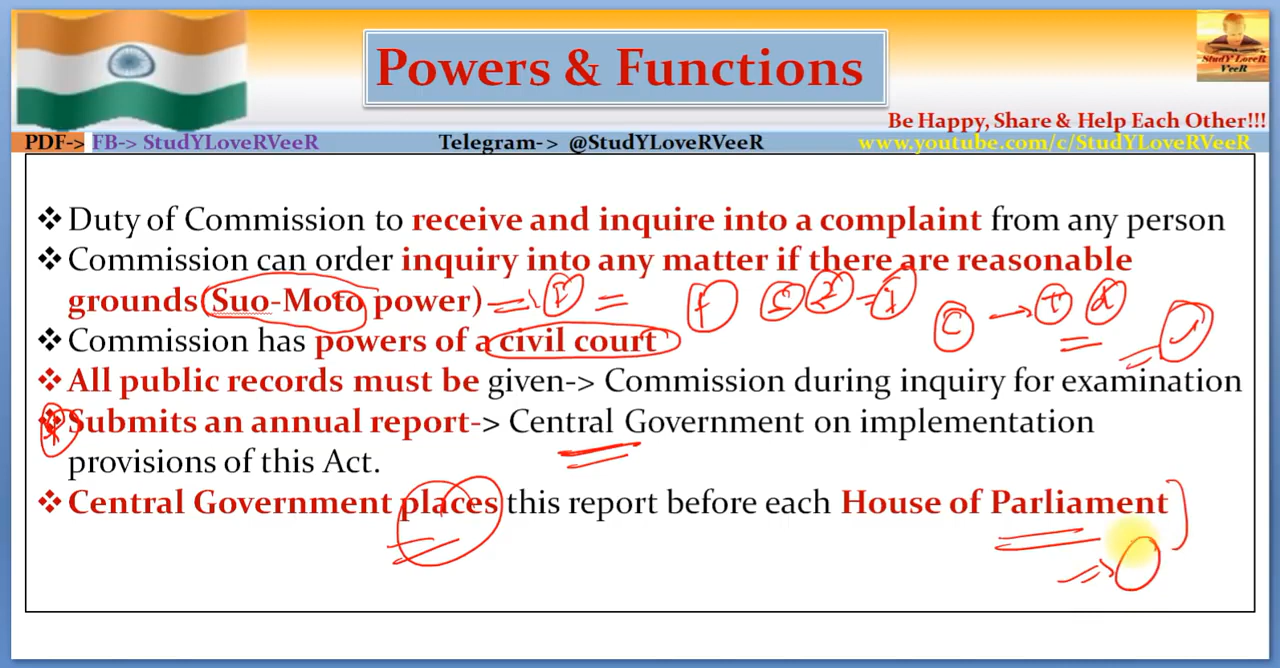 Powers & Functions
StudY LoveR
VeeR
Be Happy, Share & Help Each Other!!!
PDF-> FB-> StudYLoveRVeeR Telegram-> @StudYLoveRVeeR www.youtube.com/c/StudYLoveRVeeR
❖ Duty of Commission to receive and inquire into a complaint from any person
❖ Commission can order inquiry into any matter if there are reasonable
grounds (Suo-Moto power)
❖ Commission has powers of a civil court
❖ All public records must be given-> Commission during inquiry for examination
❖ Submits an annual report-> Central Government on implementation
provisions of this Act.
❖ Central Government places this report before each House of Parliament